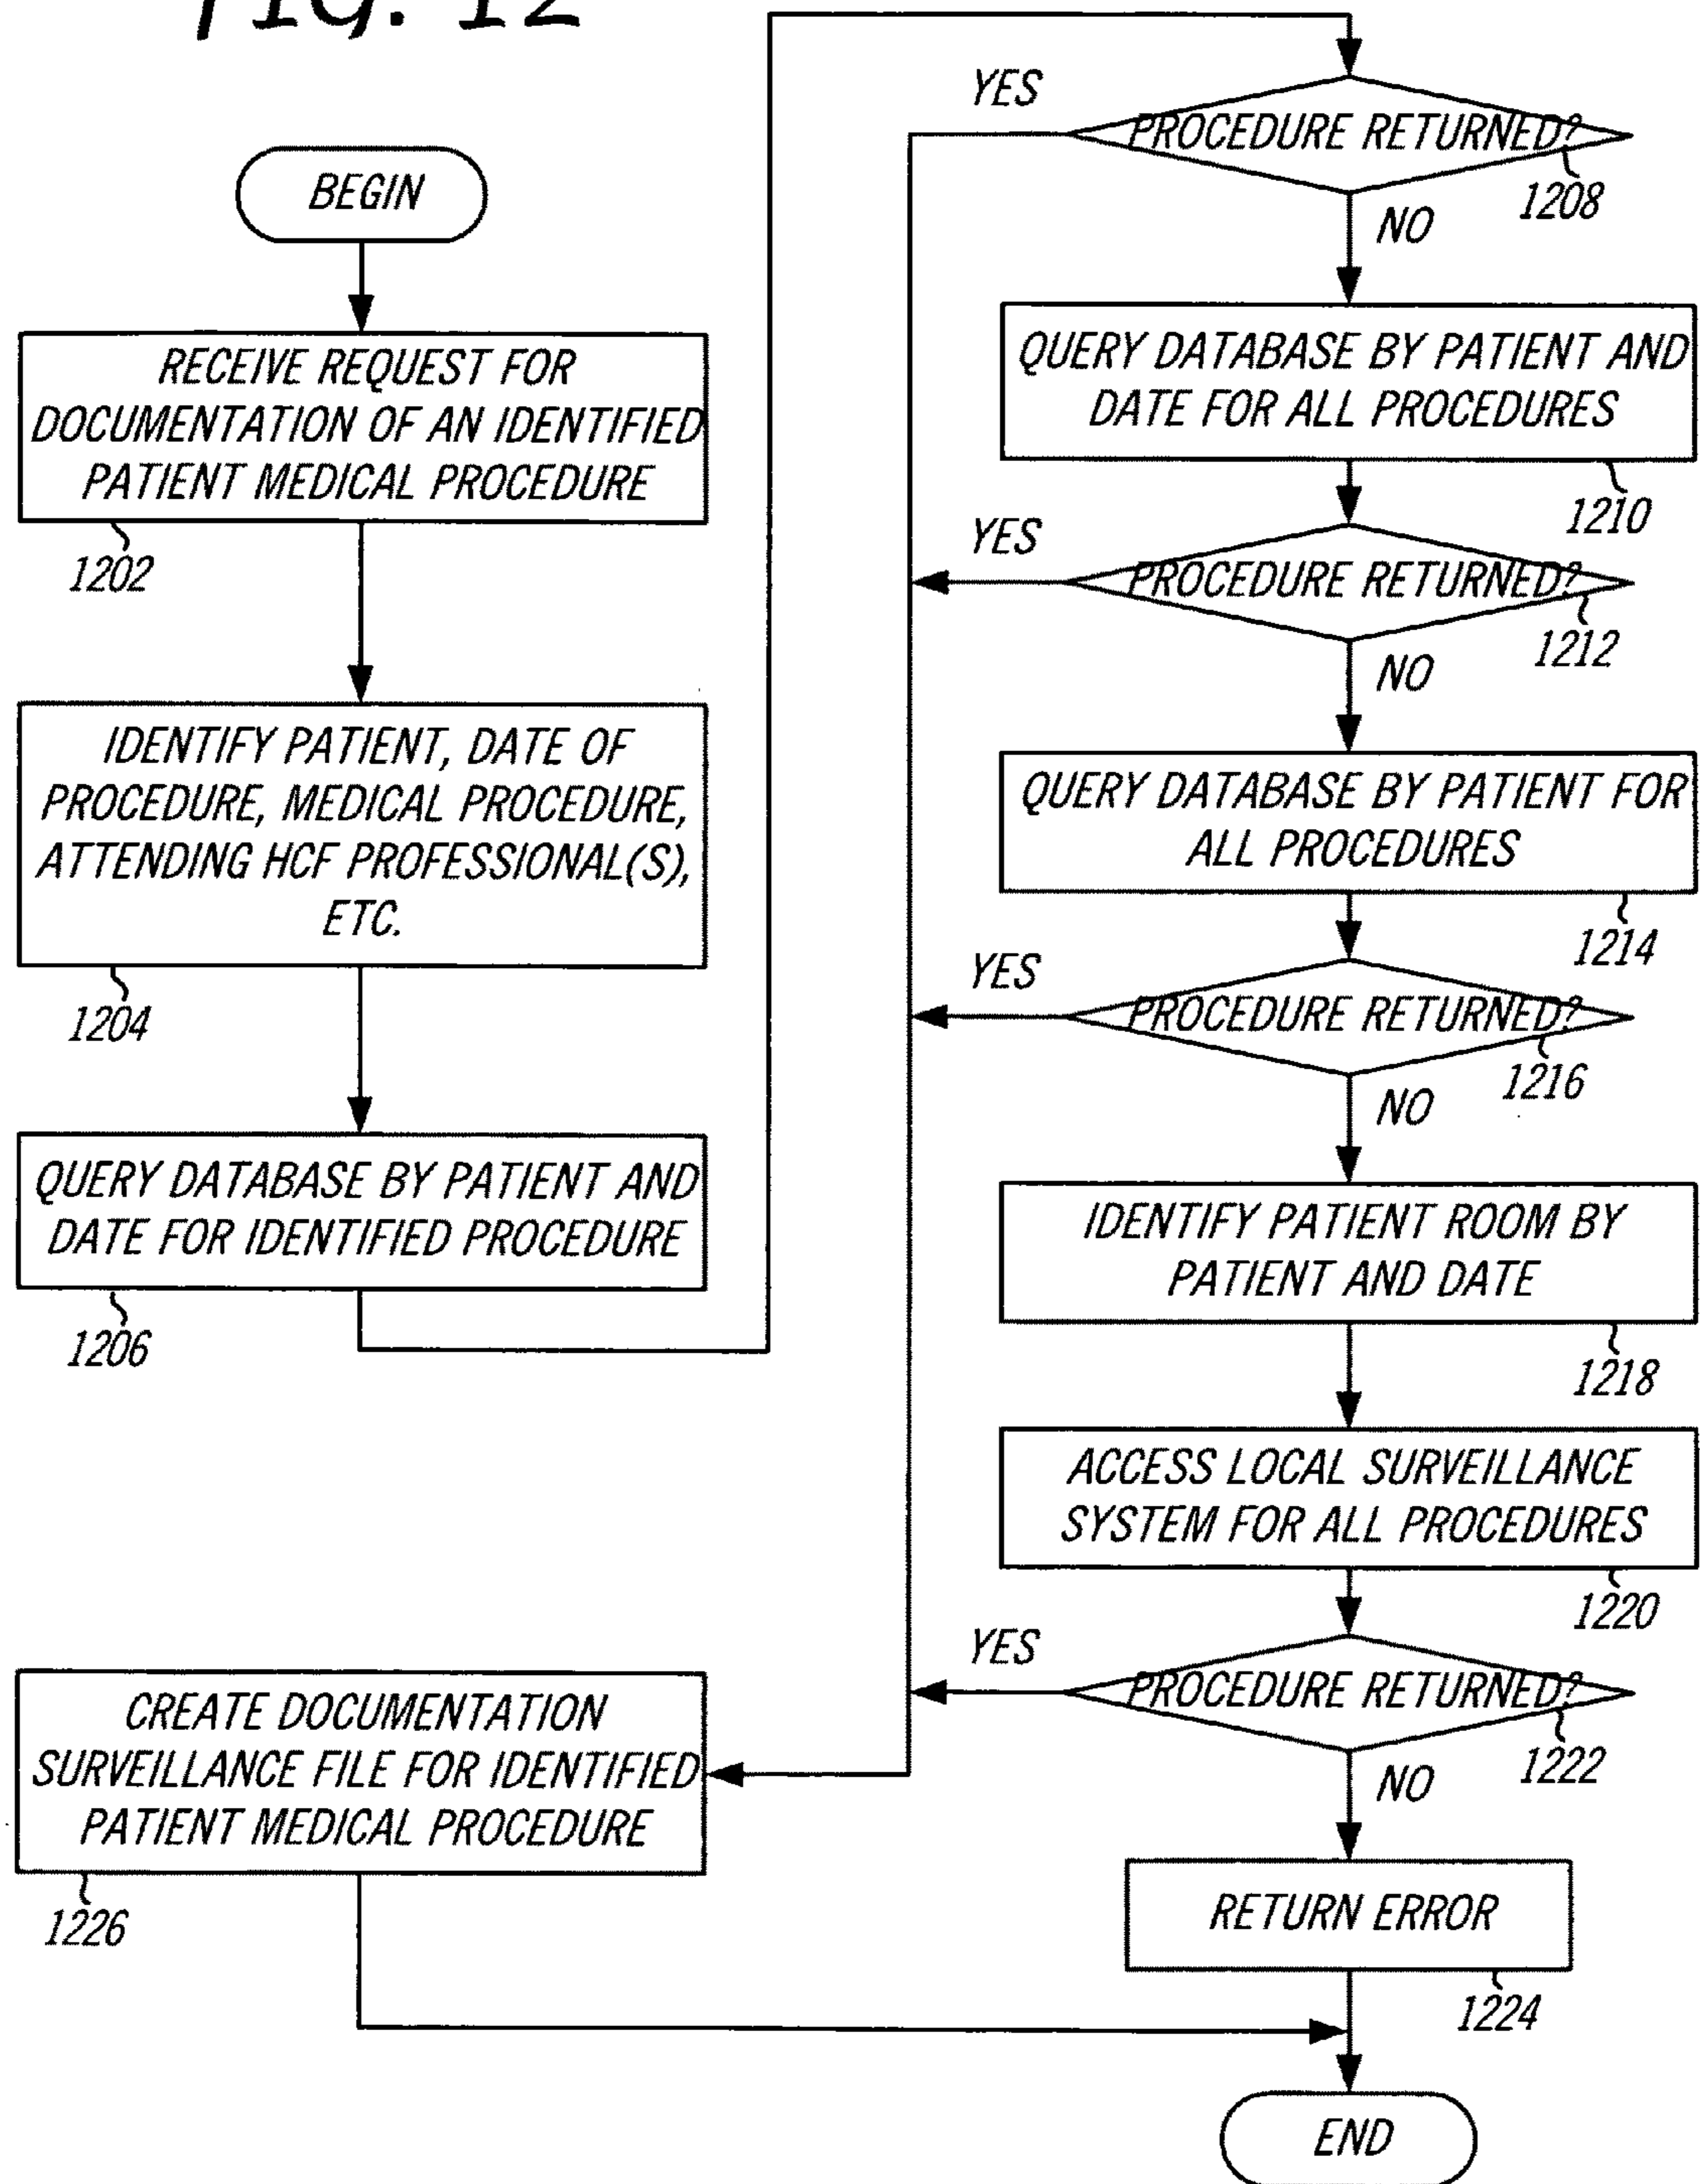 FIG. 12
BEGIN
RECEIVE REQUEST FOR
DOCUMENTATION OF AN IDENTIFIED
PATIENT MEDICAL PROCEDURE
1202
IDENTIFY PATIENT, DATE OF
PROCEDURE, MEDICAL PROCEDURE,
ATTENDING HCF PROFESSIONAL(S),
ETC.
1204
QUERY DATABASE BY PATIENT AND
DATE FOR IDENTIFIED PROCEDURE
1206
YES
PROCEDURE RETURNED?
1208
NO
QUERY DATABASE BY PATIENT AND
DATE FOR ALL PROCEDURES
1210
YES
PROCEDURE RETURNED?
1212
NO
QUERY DATABASE BY PATIENT FOR
ALL PROCEDURES
1214
YES
PROCEDURE RETURNED?
1216
NO
IDENTIFY PATIENT ROOM BY
PATIENT AND DATE
1218
ACCESS LOCAL SURVEILLANCE
SYSTEM FOR ALL PROCEDURES
1220
YES
PROCEDURE RETURNED?
1222
NO
CREATE DOCUMENTATION
SURVEILLANCE FILE FOR IDENTIFIED
PATIENT MEDICAL PROCEDURE
1226
RETURN ERROR
1224
END